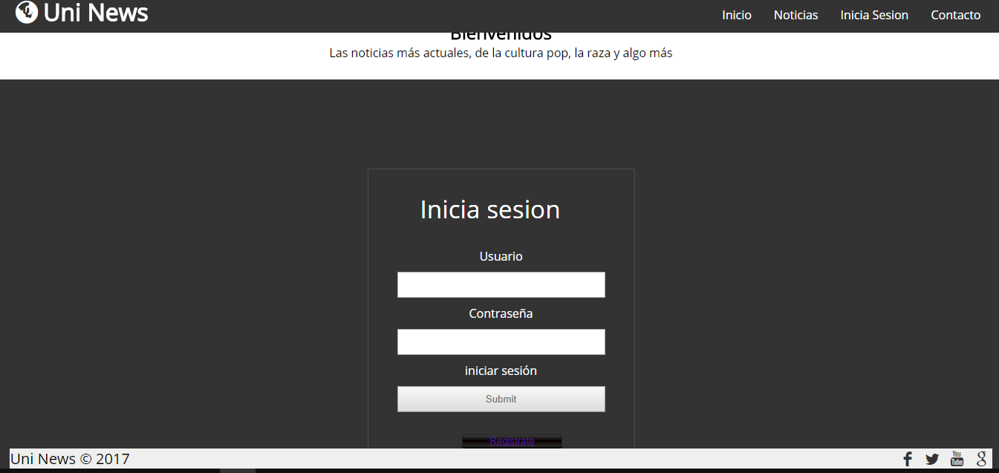 Uni News
Inicio Noticias Inicia Sesion Contacto
Bienvenidos
Las noticias más actuales, de la cultura pop, la raza y algo más
Inicia sesion
Usuario
Contraseña
iniciar sesión
Submit
Registrate
Uni News © 2017
You
Tube